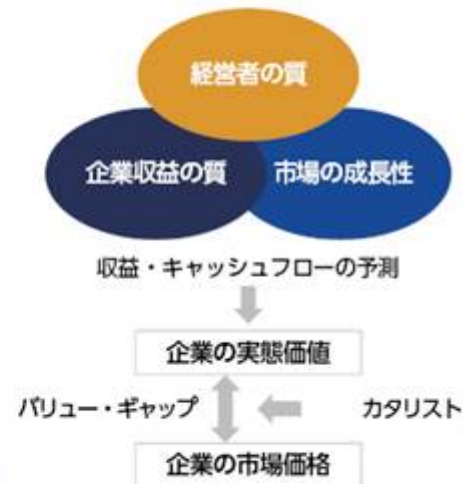 経営者の質
企業収益の質
市場の成長性
収益・キャッシュフローの予測
企業の実態価値
バリュー・ギャップ
カタリスト
企業の市場価格